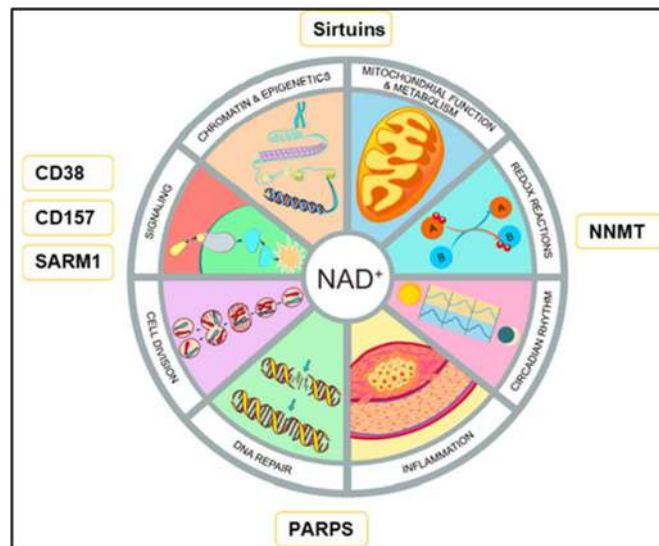 Sirtuins
CHROMATIN & EPIGENETICS
MITOCHONDRIAL FUNCTION
& METABOLISM
CD38
CD157
SARM1
SIGNALING
REDOX REACTIONS
NNMT
A
A
B
B
NAD+
CELL DIVISION
CIRCADIAN RHYTHM
DNA REPAIR
INFLAMMATION
PARPS